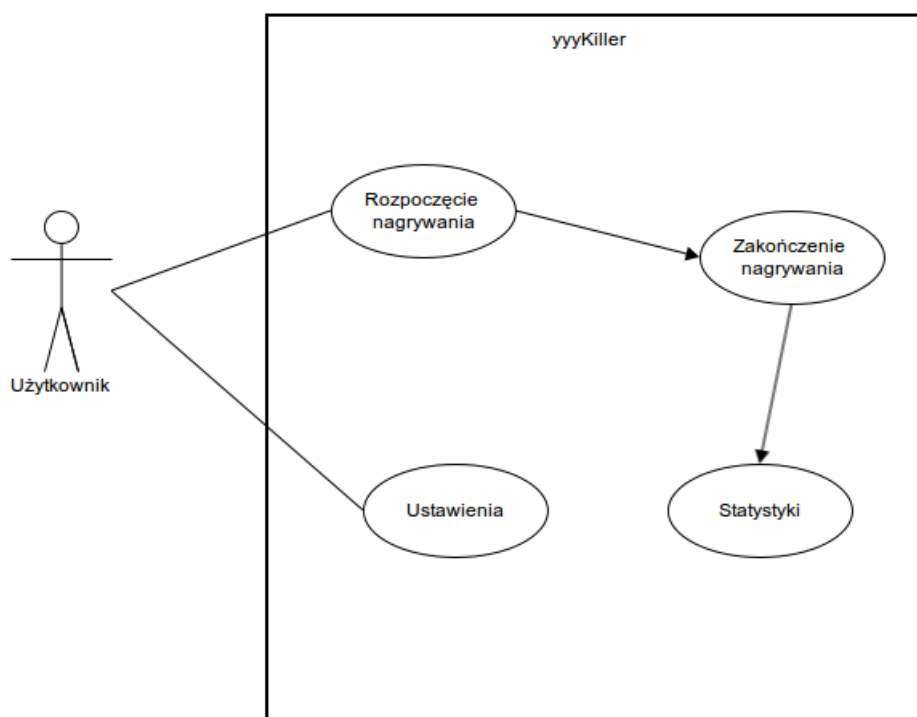 yyyKiller
Rozpoczęcie
nagrywania
Zakończenie
nagrywania
Użytkownik
Ustawienia
Statystyki